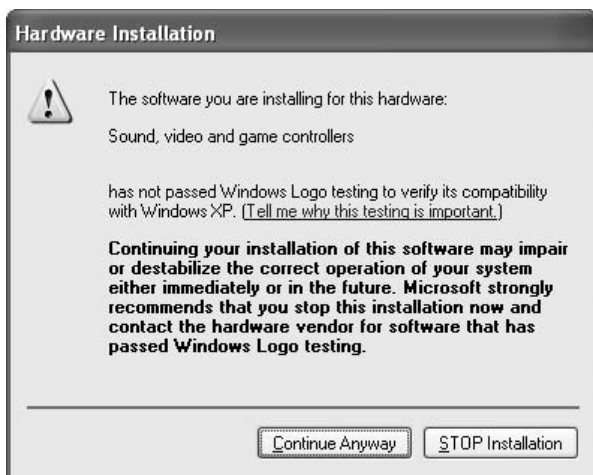 Hardware Installation
The software you are installing for this hardware:
Sound, video and game controllers
has not passed Windows Logo testing to verify its compatibility
with Windows XP. (Tell me why this testing is important.)
Continuing your installation of this software may impair
or destabilize the correct operation of your system
either immediately or in the future. Microsoft strongly
recommends that you stop this installation now and
contact the hardware vendor for software that has
passed Windows Logo testing.
Continue Anyway
STOP Installation